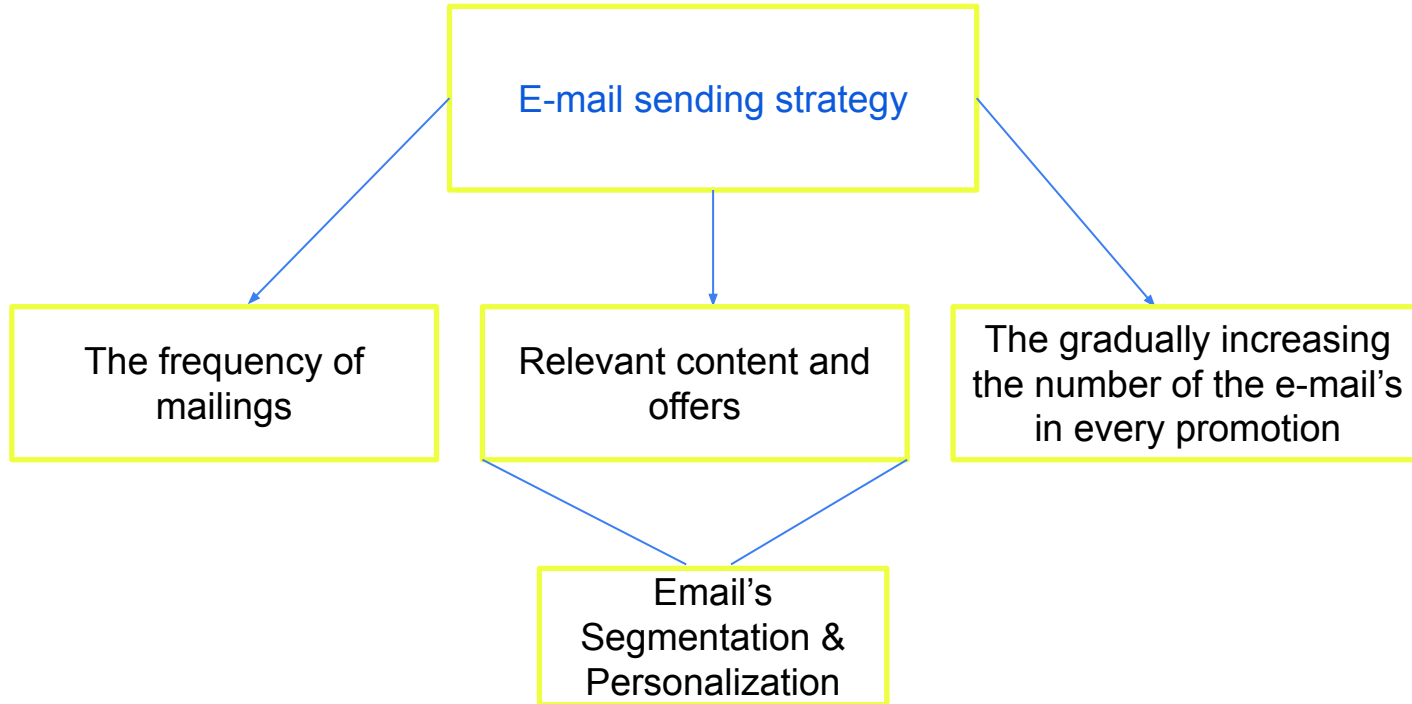 E-mail sending strategy
The frequency of
mailings
Relevant content and
offers
The gradually increasing
the number of the e-mail’s
in every promotion
Email’s
Segmentation &
Personalization